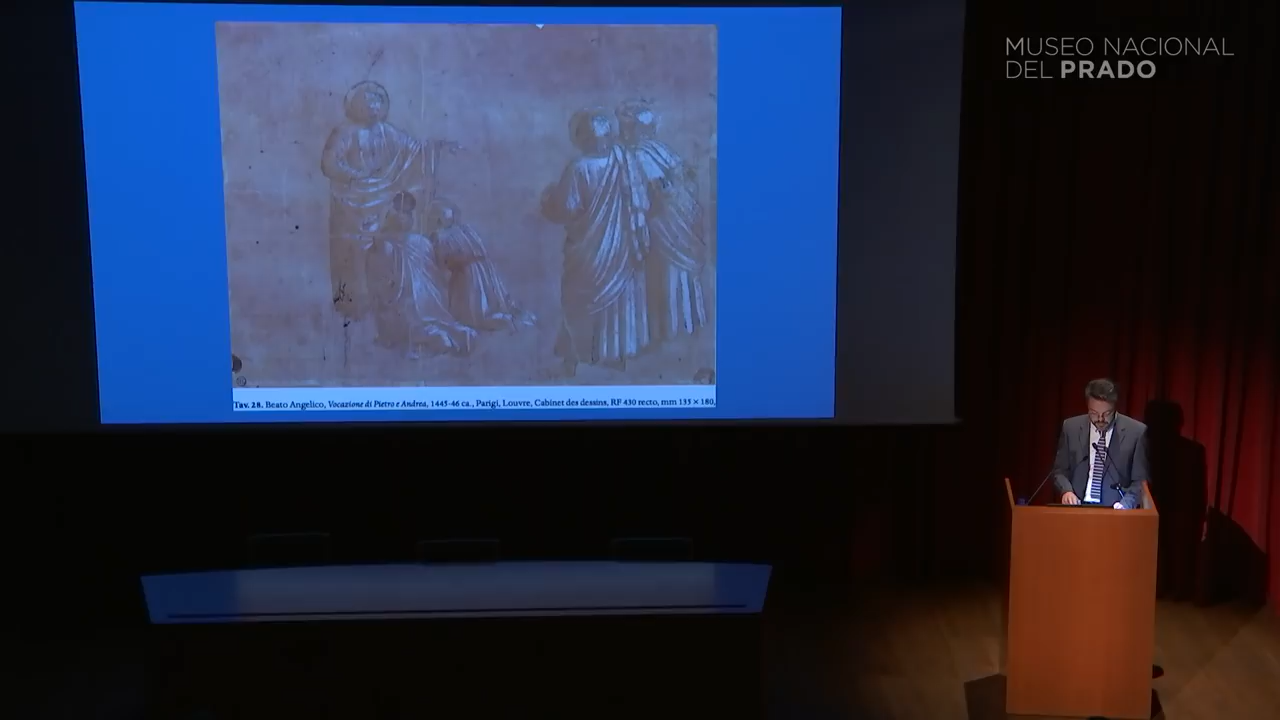 MUSEO NACIONAL
DEL PRADO
Tav. 28. Beato Angelico, Vocazione di Pietro e Andrea, 1445-46 ca., Parigi, Louvre, Cabinet des dessins, RF 430 recto, mm 135 × 180.